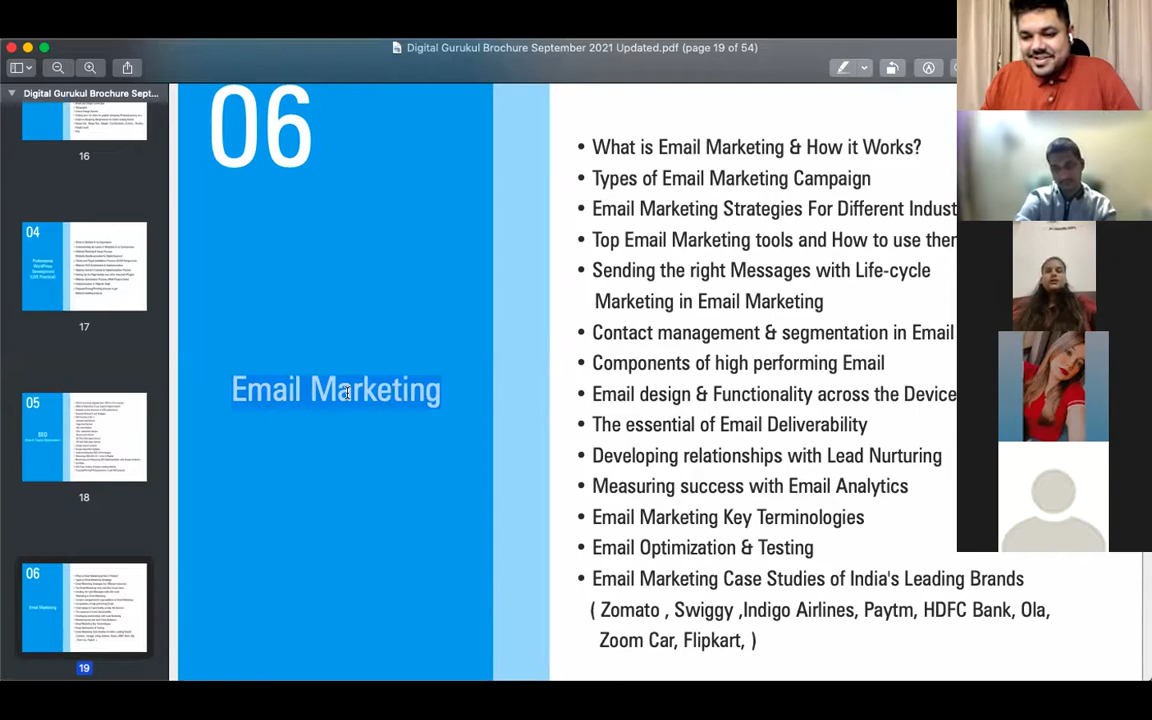 Digital Gurukul Brochure September 2021 Updated.pdf (page 19 of 54)
Digital Gurukul Brochure Sept...
16
04
Professional
WordPress
Development
17
05
SEO
18
06
Email Marketing
19
06
Email Marketing
• What is Email Marketing & How it Works?
• Types of Email Marketing Campaign
• Email Marketing Strategies For Different Indust
• Top Email Marketing tools and How to use ther
• Sending the right Messages with Life-cycle
Marketing in Email Marketing
• Contact management & segmentation in Email
• Components of high performing Email
• Email design & Functionality across the Device
• The essential of Email Deliverability
• Developing relationships with Lead Nurturing
• Measuring success with Email Analytics
• Email Marketing Key Terminologies
• Email Optimization & Testing
• Email Marketing Case Studies of India's Leading Brands
( Zomato , Swiggy ,Indigo Airlines, Paytm, HDFC Bank, Ola,
Zoom Car, Flipkart, )